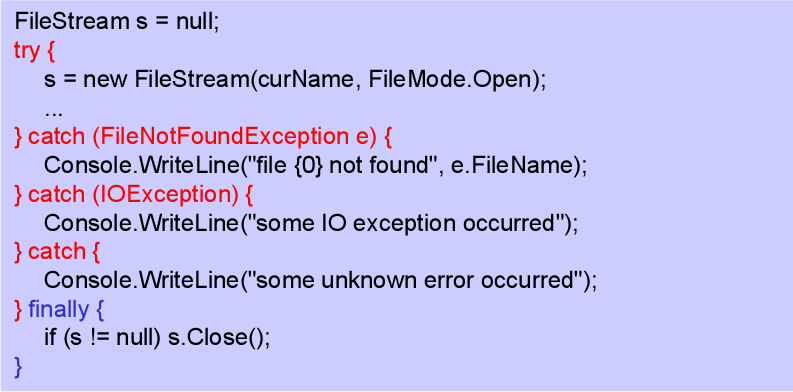 FileStream s = null;
try {
s = new FileStream(curName, FileMode.Open);
...
} catch (FileNotFoundException e) {
Console.WriteLine("file {0} not found", e.FileName);
} catch (IOException) {
Console.WriteLine("some IO exception occurred");
} catch {
Console.WriteLine("some unknown error occurred");
} finally {
if (s != null) s.Close();
}